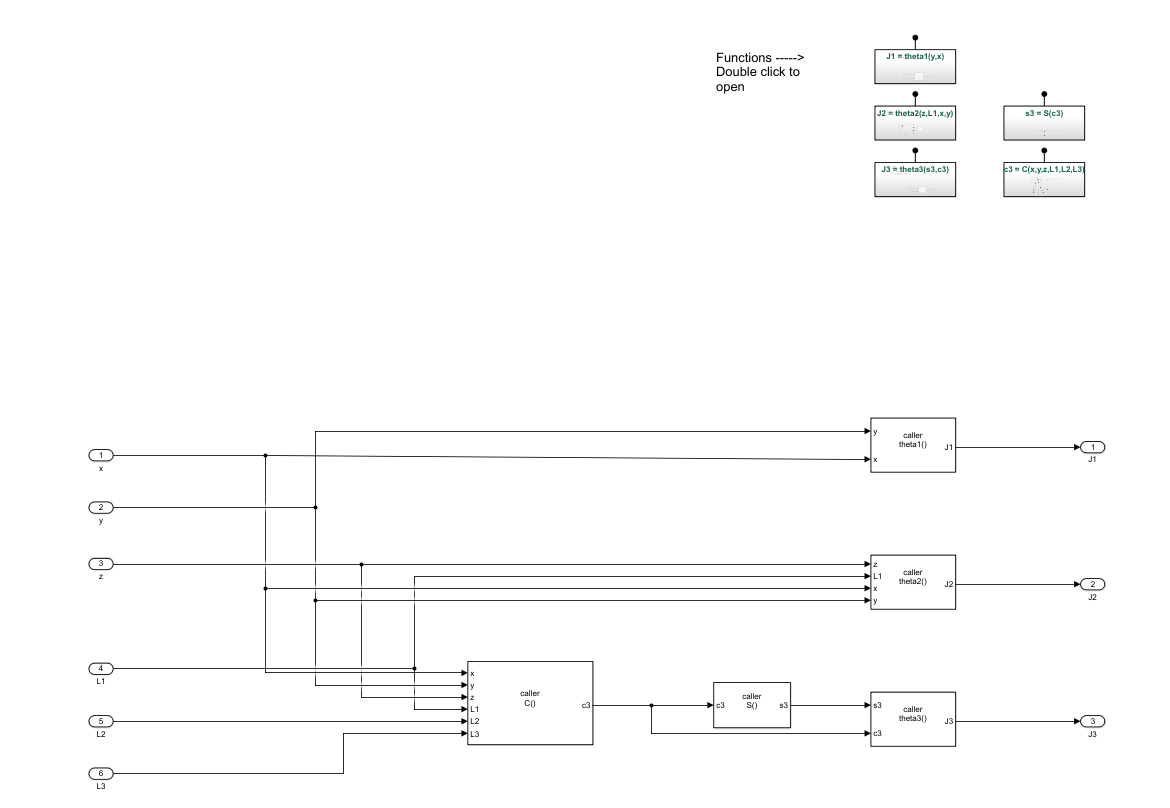 Functions ----->
Double click to
open
J1 = theta1(y,x)
J2 = theta2(z,L1,x,y)
s3 = S(c3)
J3 = theta3(s3,c3)
c3 = C(x,y,z,L1,L2,L3)
1
x
2
y
3
z
4
L1
5
L2
6
L3
y
x
caller
theta1()
J1
1
J1
z
L1
x
y
caller
theta2()
J2
2
J2
x
y
z
L1
L2
L3
caller
C()
c3
c3
caller
S()
s3
s3
c3
caller
theta3()
J3
3
J3